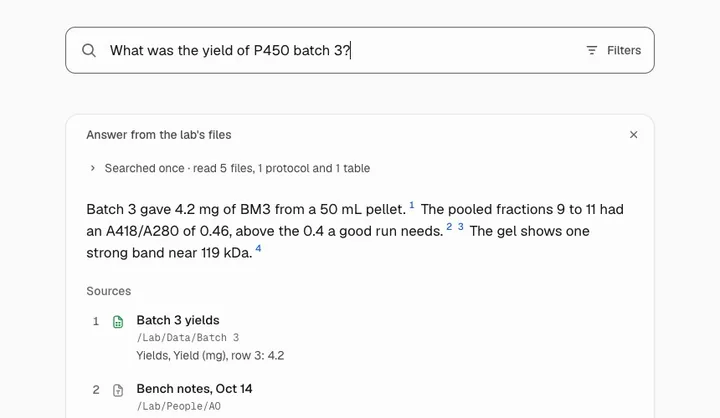 What was the yield of P450 batch 3?
Filters
Answer from the lab's files
Searched once · read 5 files, 1 protocol and 1 table
Batch 3 gave 4.2 mg of BM3 from a 50 mL pellet. 1 The pooled fractions 9 to 11 had
an A418/A280 of 0.46, above the 0.4 a good run needs. 2 3 The gel shows one
strong band near 119 kDa. 4
Sources
1 Batch 3 yields
/Lab/Data/Batch 3
Yields, Yield (mg), row 3: 4.2
2 Bench notes, Oct 14
/Lab/People/AO